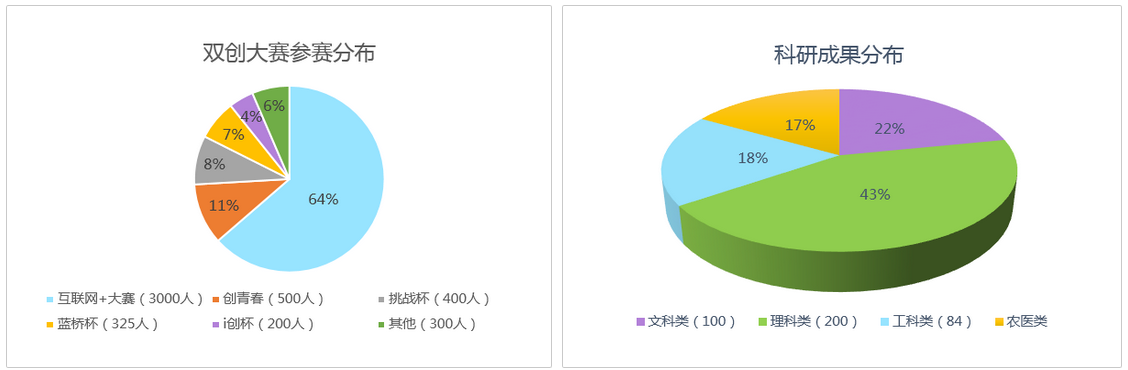 双创大赛参赛分布
6%
4%
7%
8%
11%
64%
互联网+大赛（3000人）
创青春（500人）
挑战杯（400人）
蓝桥杯（325人）
i创杯（200人）
其他（300人）
科研成果分布
17%
22%
18%
43%
文科类（100）
理科类（200）
工科类（84）
农医类